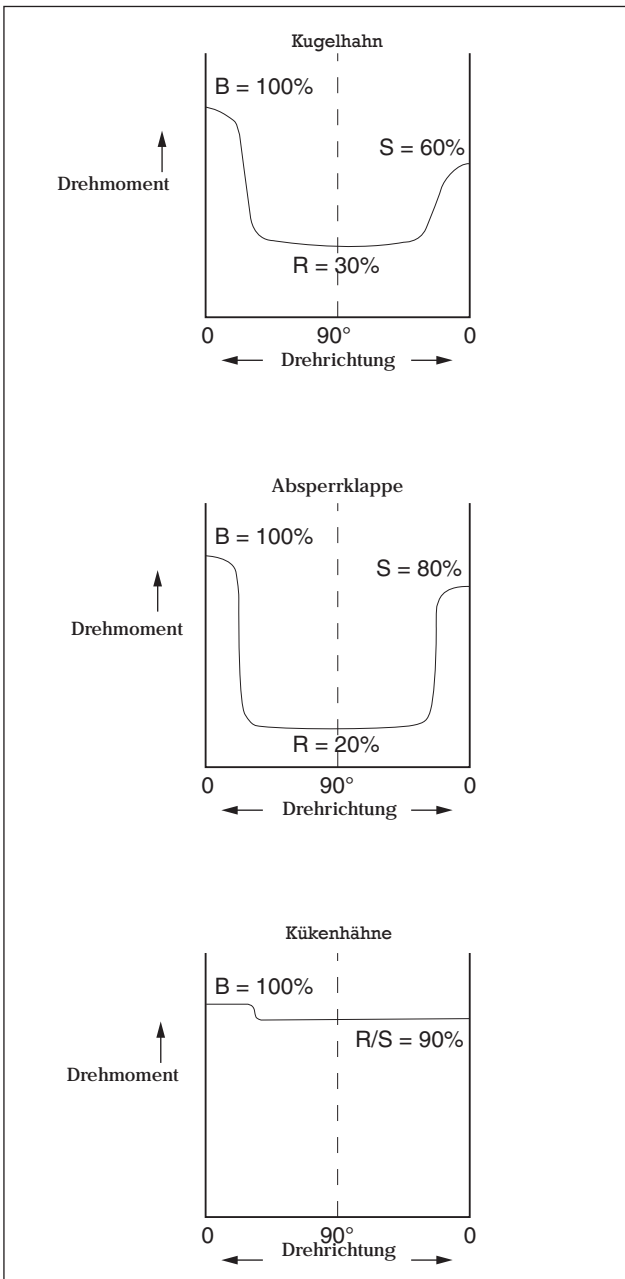 Kugelhahn
B = 100%
S = 60%
Drehmoment
R = 30%
0 90° 0
Drehrichtung
Absperrklappe
B = 100%
S = 80%
Drehmoment
R = 20%
0 90° 0
Drehrichtung
Kükenhähne
B = 100%
R/S = 90%
Drehmoment
0 90° 0
Drehrichtung